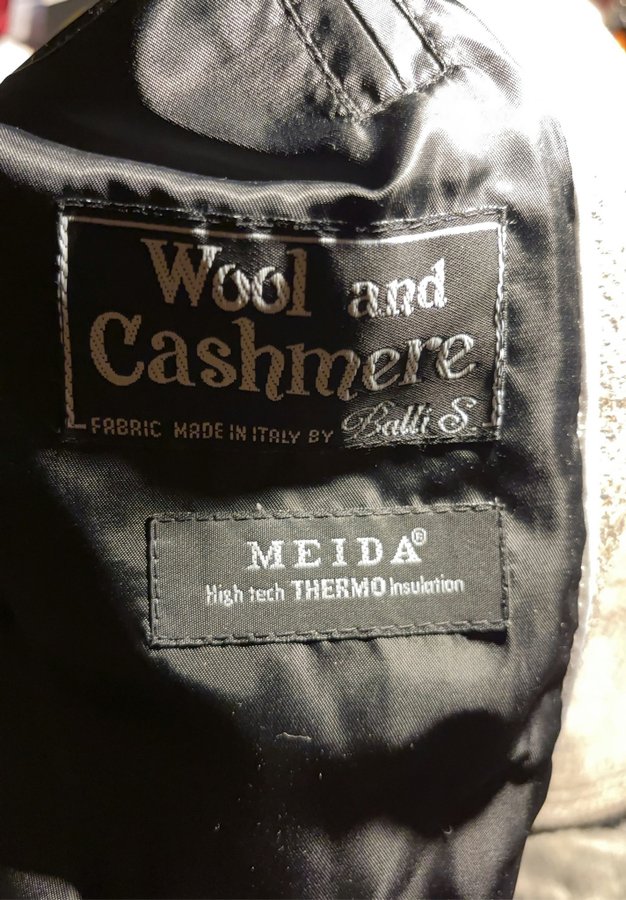 Wool and
Cashmere
FABRIC MADE IN ITALY BY Balli S.
MEIDA®
High tech THERMO Insulation